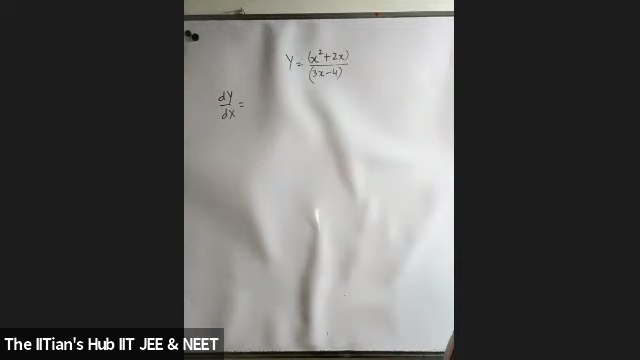 Y = (x²+2x)
(3x-4)
dY
dX =
The IITian's Hub IIT JEE & NEET